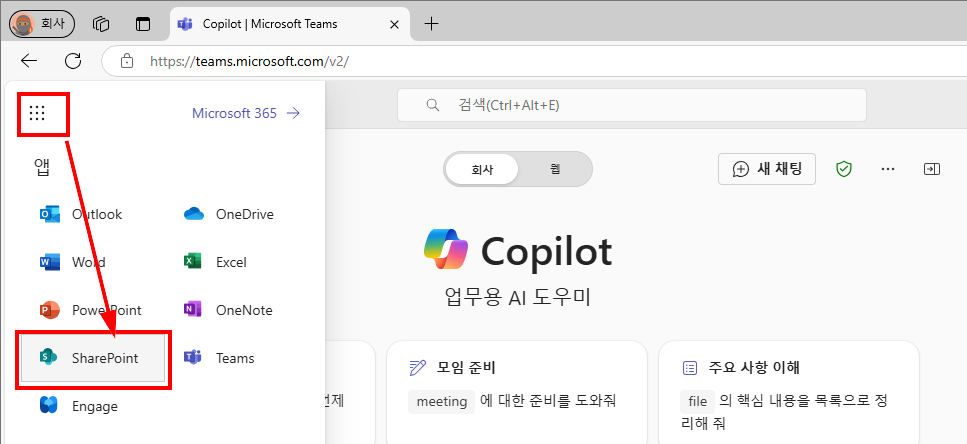 회사
Copilot | Microsoft Teams
https://teams.microsoft.com/v2/
Microsoft 365
검색(Ctrl+Alt+E)
앱
회사
웹
새 채팅
Outlook
OneDrive
Word
Excel
PowerPoint
OneNote
SharePoint
Teams
Engage
Copilot
업무용 AI 도우미
모임 준비
meeting 에 대한 준비를 도와줘
주요 사항 이해
file 의 핵심 내용을 목록으로 정
리해 줘